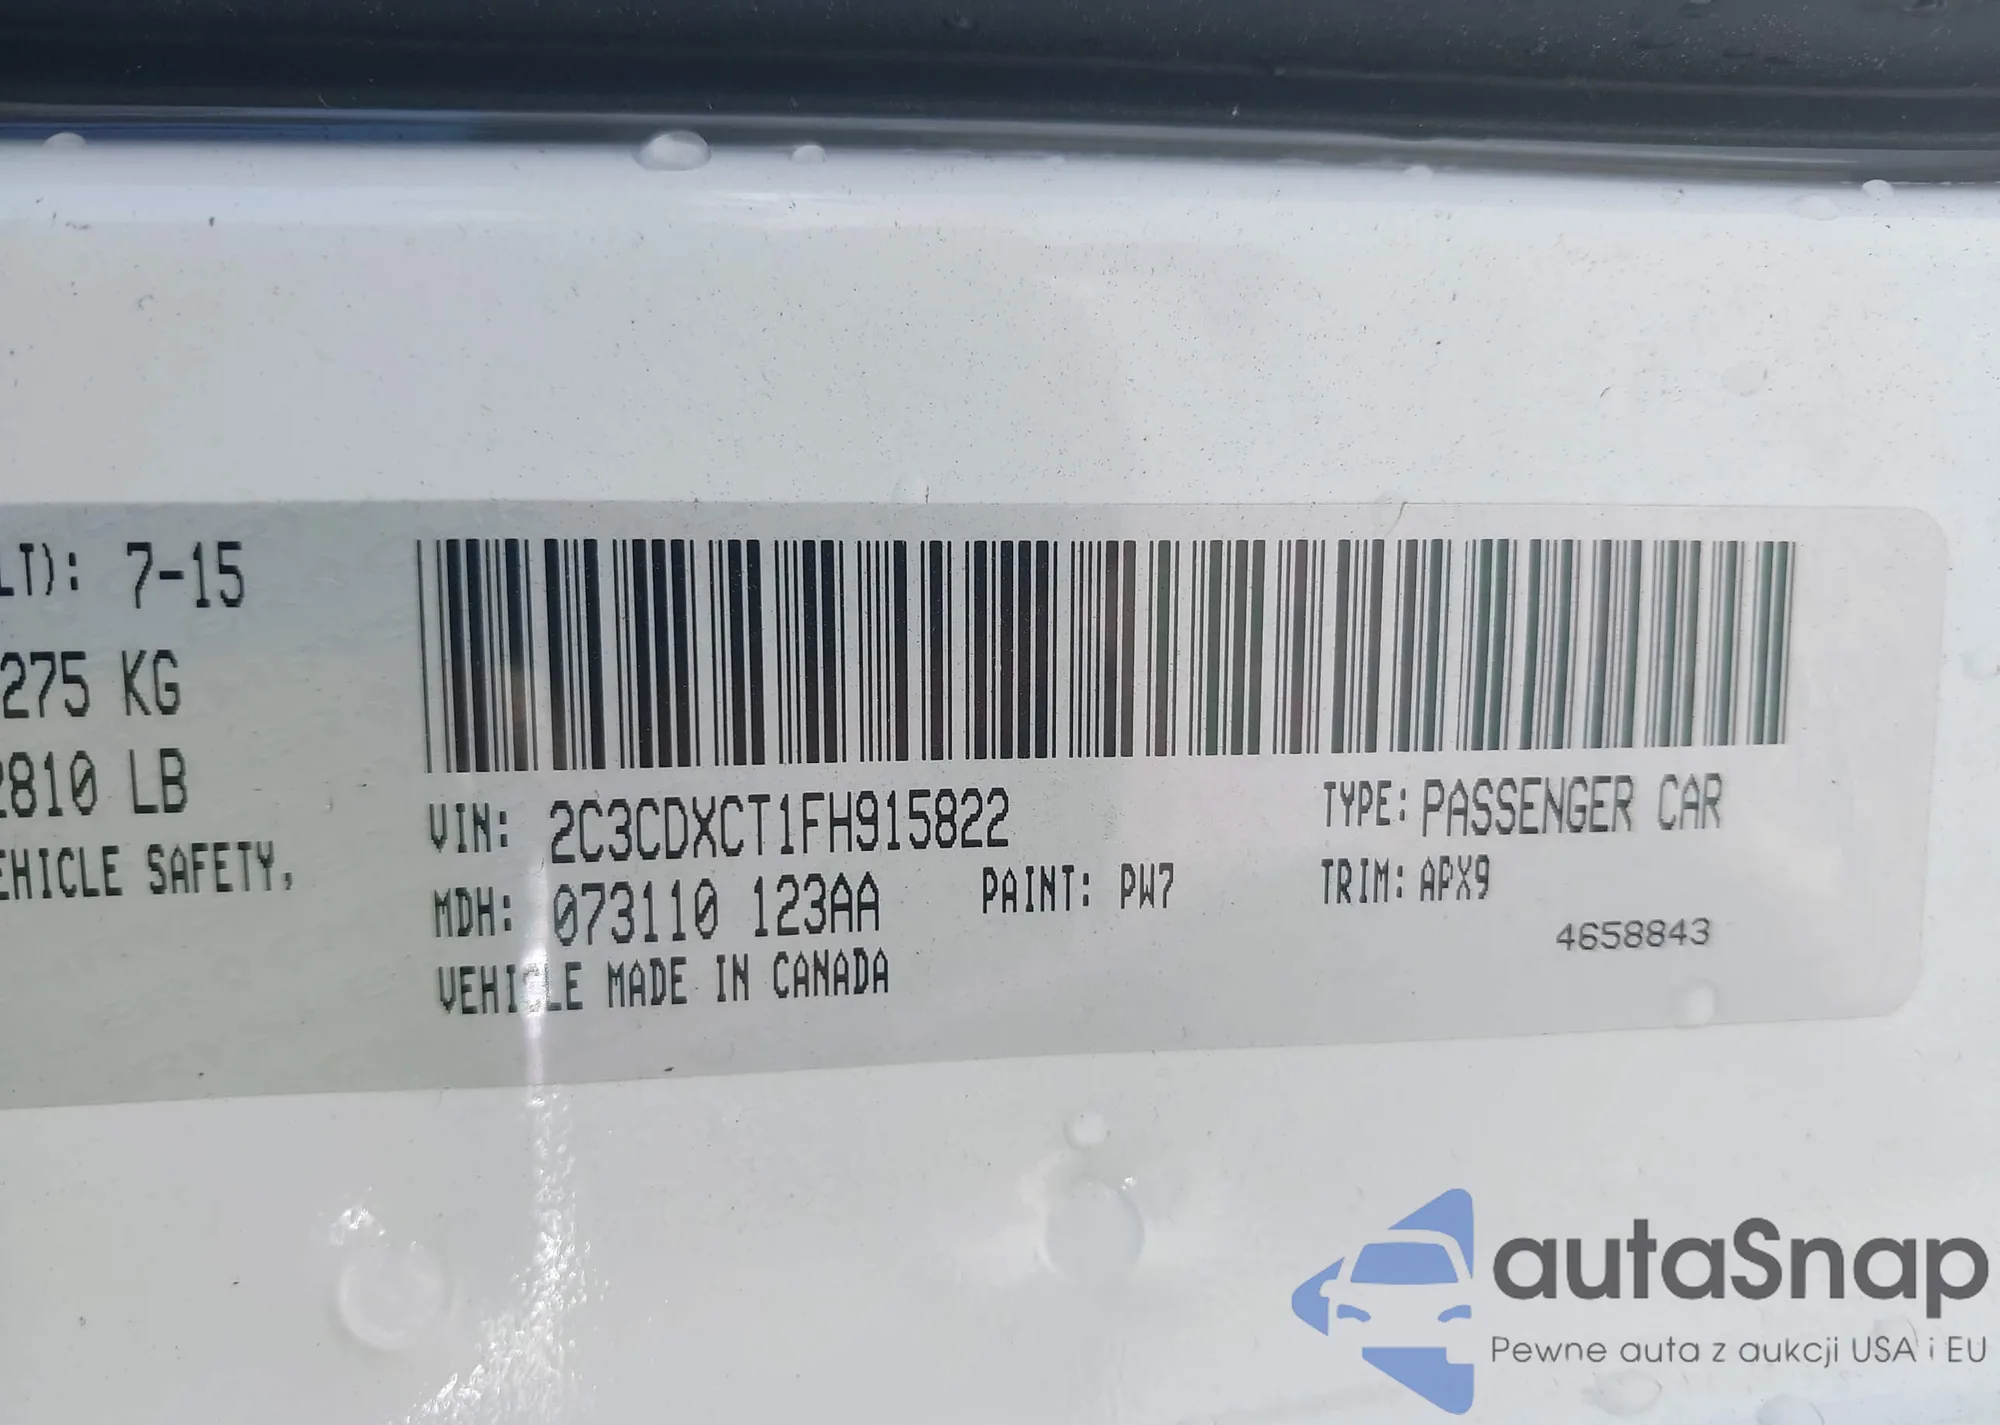 LT): 7-15
275 KG
2810 LB
EHICLE SAFETY,
VIN: 2C3CDXCT1FH915822
TYPE: PASSENGER CAR
MDH: 073110 123AA
PAINT: PW7
TRIM: APX9
VEHICLE MADE IN CANADA
4658843
autaSnap
Pewne auta z aukcji USA i EU